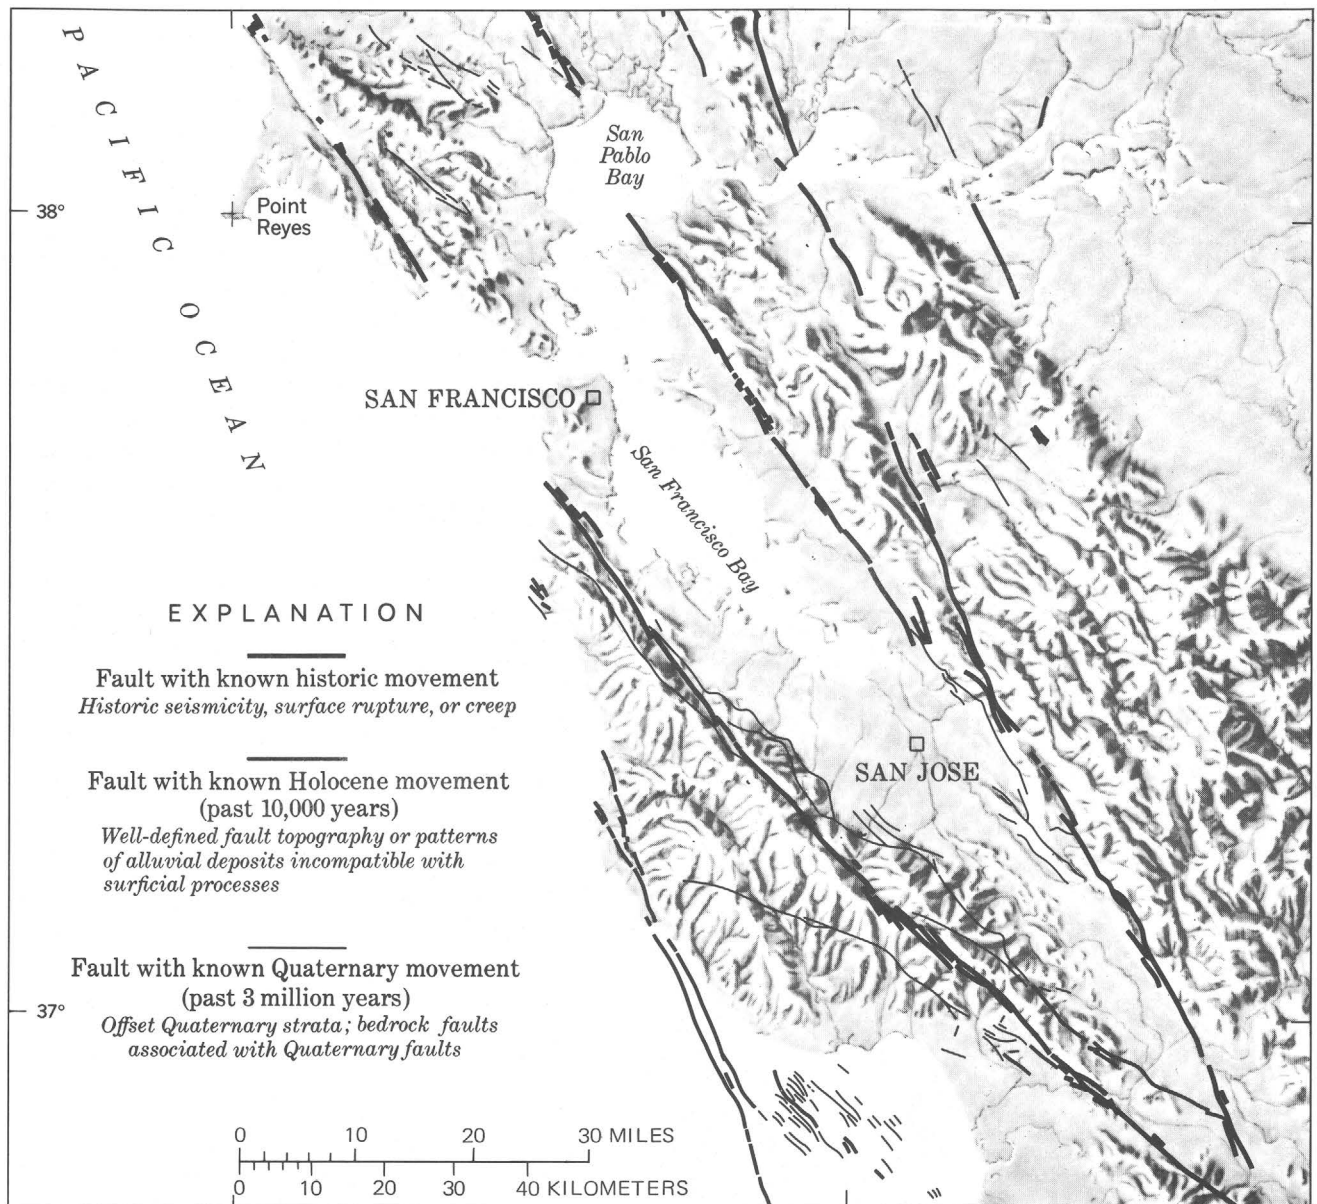 PACIFIC OCEAN
San
Pablo
Bay
38°
Point
Reyes
SAN FRANCISCO
San Francisco Bay
EXPLANATION
Fault with known historic movement
Historic seismicity, surface rupture, or creep
SAN JOSE
Fault with known Holocene movement
(past 10,000 years)
Well-defined fault topography or patterns
of alluvial deposits incompatible with
surficial processes
Fault with known Quaternary movement
(past 3 million years)
37°
Offset Quaternary strata; bedrock faults
associated with Quaternary faults
0 10 20 30 MILES
0 10 20 30 40 KILOMETERS